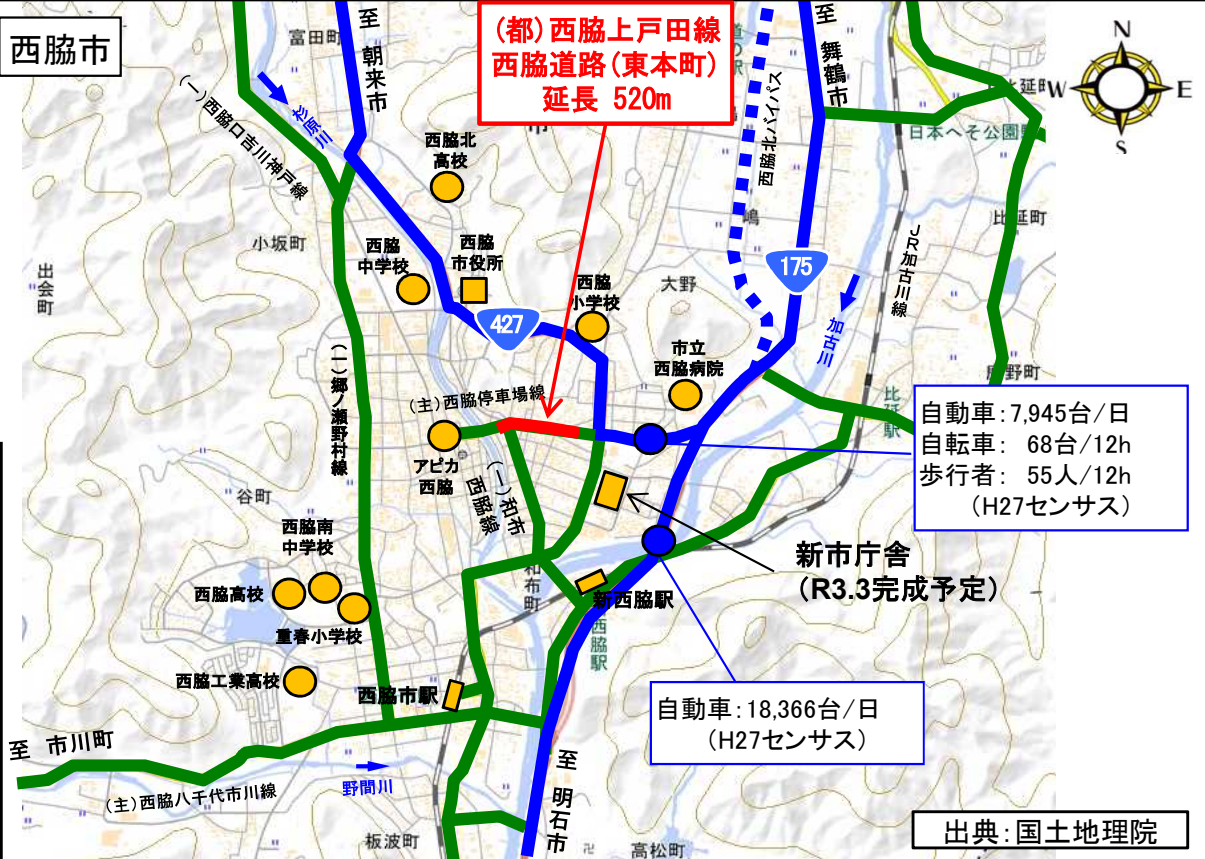 西脇市
(都)西脇上戸田線
西脇道路(東本町)
延長 520m
N
W
E
S
至 朝来市
富田町
至 舞鶴市
西脇北バイパス
(一)西脇口吉川神戸線
杉原川
西脇北
高校
日本へそ公園
比延町
小坂町
西脇
中学校
西脇
市役所
西脇
小学校
嶋
大野
175
427
JR加古川線
加古川
出会町
市立
西脇病院
(一)郷ノ瀬野村線
(主)西脇停車場線
比延駅
アピカ
西脇
(一)和布
西脇線
自動車:7,945台/日
自転車: 68台/12h
歩行者: 55人/12h
(H27センサス)
谷町
西脇南
中学校
西脇高校
重春小学校
西脇工業高校
和布町
新西脇駅
西脇駅
新市庁舎
(R3.3完成予定)
西脇市駅
自動車:18,366台/日
(H27センサス)
至 市川町
(主)西脇八千代市川線
野間川
至 明石市
板波町
高松町
出典:国土地理院